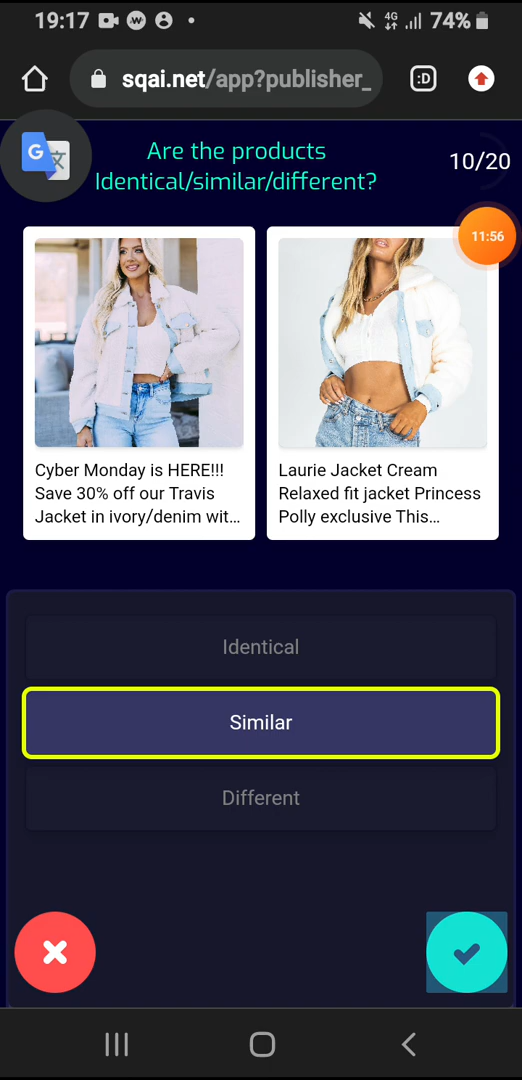 19:17
4G
74%
sqai.net/app?publisher_
:D
G
文
Are the products
Identical/similar/different?
10/20
11:56
Cyber Monday is HERE!!!
Save 30% off our Travis
Jacket in ivory/denim wit...
Laurie Jacket Cream
Relaxed fit jacket Princess
Polly exclusive This...
Identical
Similar
Different